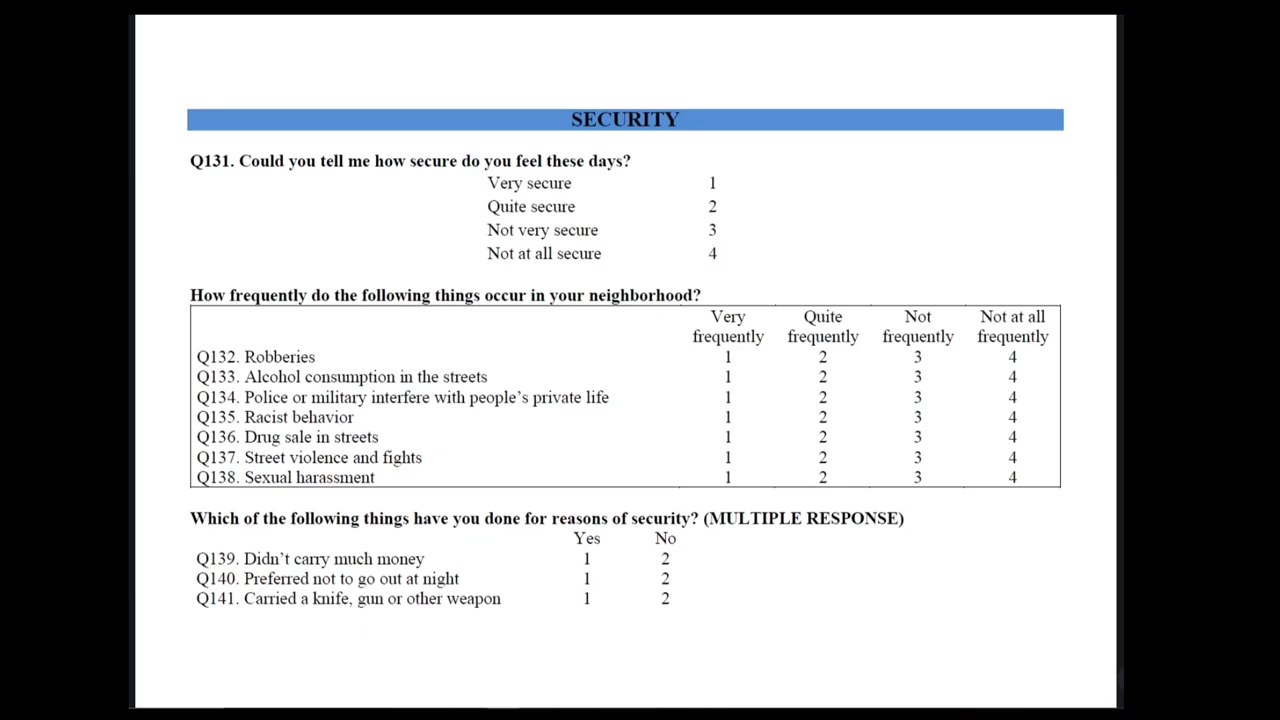 SECURITY
Q131. Could you tell me how secure do you feel these days?
Very secure 1
Quite secure 2
Not very secure 3
Not at all secure 4
How frequently do the following things occur in your neighborhood?
Very Quite Not Not at all
frequently frequently frequently frequently
Q132. Robberies 1 2 3 4
Q133. Alcohol consumption in the streets 1 2 3 4
Q134. Police or military interfere with people’s private life 1 2 3 4
Q135. Racist behavior 1 2 3 4
Q136. Drug sale in streets 1 2 3 4
Q137. Street violence and fights 1 2 3 4
Q138. Sexual harassment 1 2 3 4
Which of the following things have you done for reasons of security? (MULTIPLE RESPONSE)
Yes No
Q139. Didn’t carry much money 1 2
Q140. Preferred not to go out at night 1 2
Q141. Carried a knife, gun or other weapon 1 2